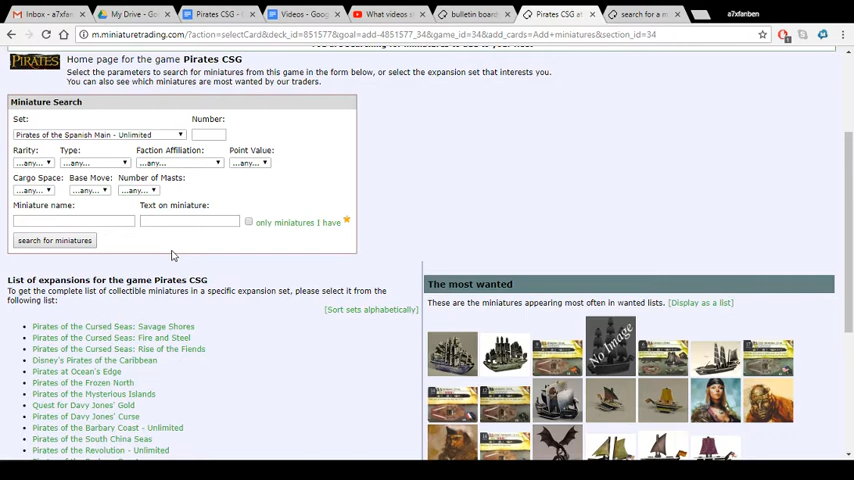 Inbox - a7xfan
My Drive - Goo
Pirates CSG -
Videos - Goog
What videos s
bulletin board
Pirates CSG at
search for a m
a7xfanben
m.miniaturetrading.com/?action=selectCard&deck_id=851577&goal=add-4851577_34&game_id=34&add_cards=Add+miniatures&section_id=34
PIRATES
Home page for the game Pirates CSG
Select the parameters to search for miniatures from this game in the form below, or select the expansion set that interests you.
You can also see which miniatures are most wanted by our traders.
Miniature Search
Set: Number:
Pirates of the Spanish Main - Unlimited
Rarity: Type: Faction Affiliation: Point Value:
...any... ...any... ...any... ...any...
Cargo Space: Base Move: Number of Masts:
...any... ...any... ...any...
Miniature name: Text on miniature:
only miniatures I have
search for miniatures
List of expansions for the game Pirates CSG
To get the complete list of collectible miniatures in a specific expansion set, please select it from the
following list:
[Sort sets alphabetically]
Pirates of the Cursed Seas: Savage Shores
Pirates of the Cursed Seas: Fire and Steel
Pirates of the Cursed Seas: Rise of the Fiends
Disney's Pirates of the Caribbean
Pirates at Ocean's Edge
Pirates of the Frozen North
Pirates of the Mysterious Islands
Quest for Davy Jones' Gold
Pirates of Davy Jones' Curse
Pirates of the Barbary Coast - Unlimited
Pirates of the South China Seas
Pirates of the Revolution - Unlimited
The most wanted
These are the miniatures appearing most often in wanted lists. [Display as a list]
No Image